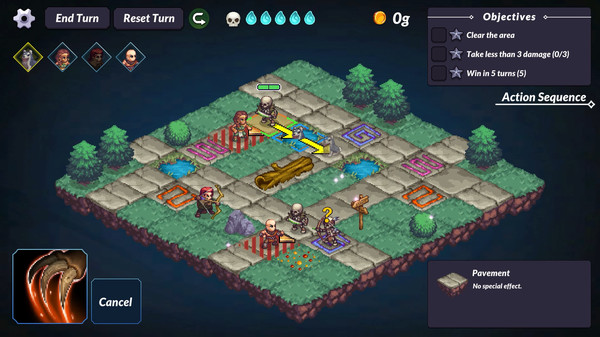 End Turn
Reset Turn
0g
Objectives
Clear the area
Take less than 3 damage (0/3)
Win in 5 turns (5)
Action Sequence
?
Pavement
No special effect.
Cancel